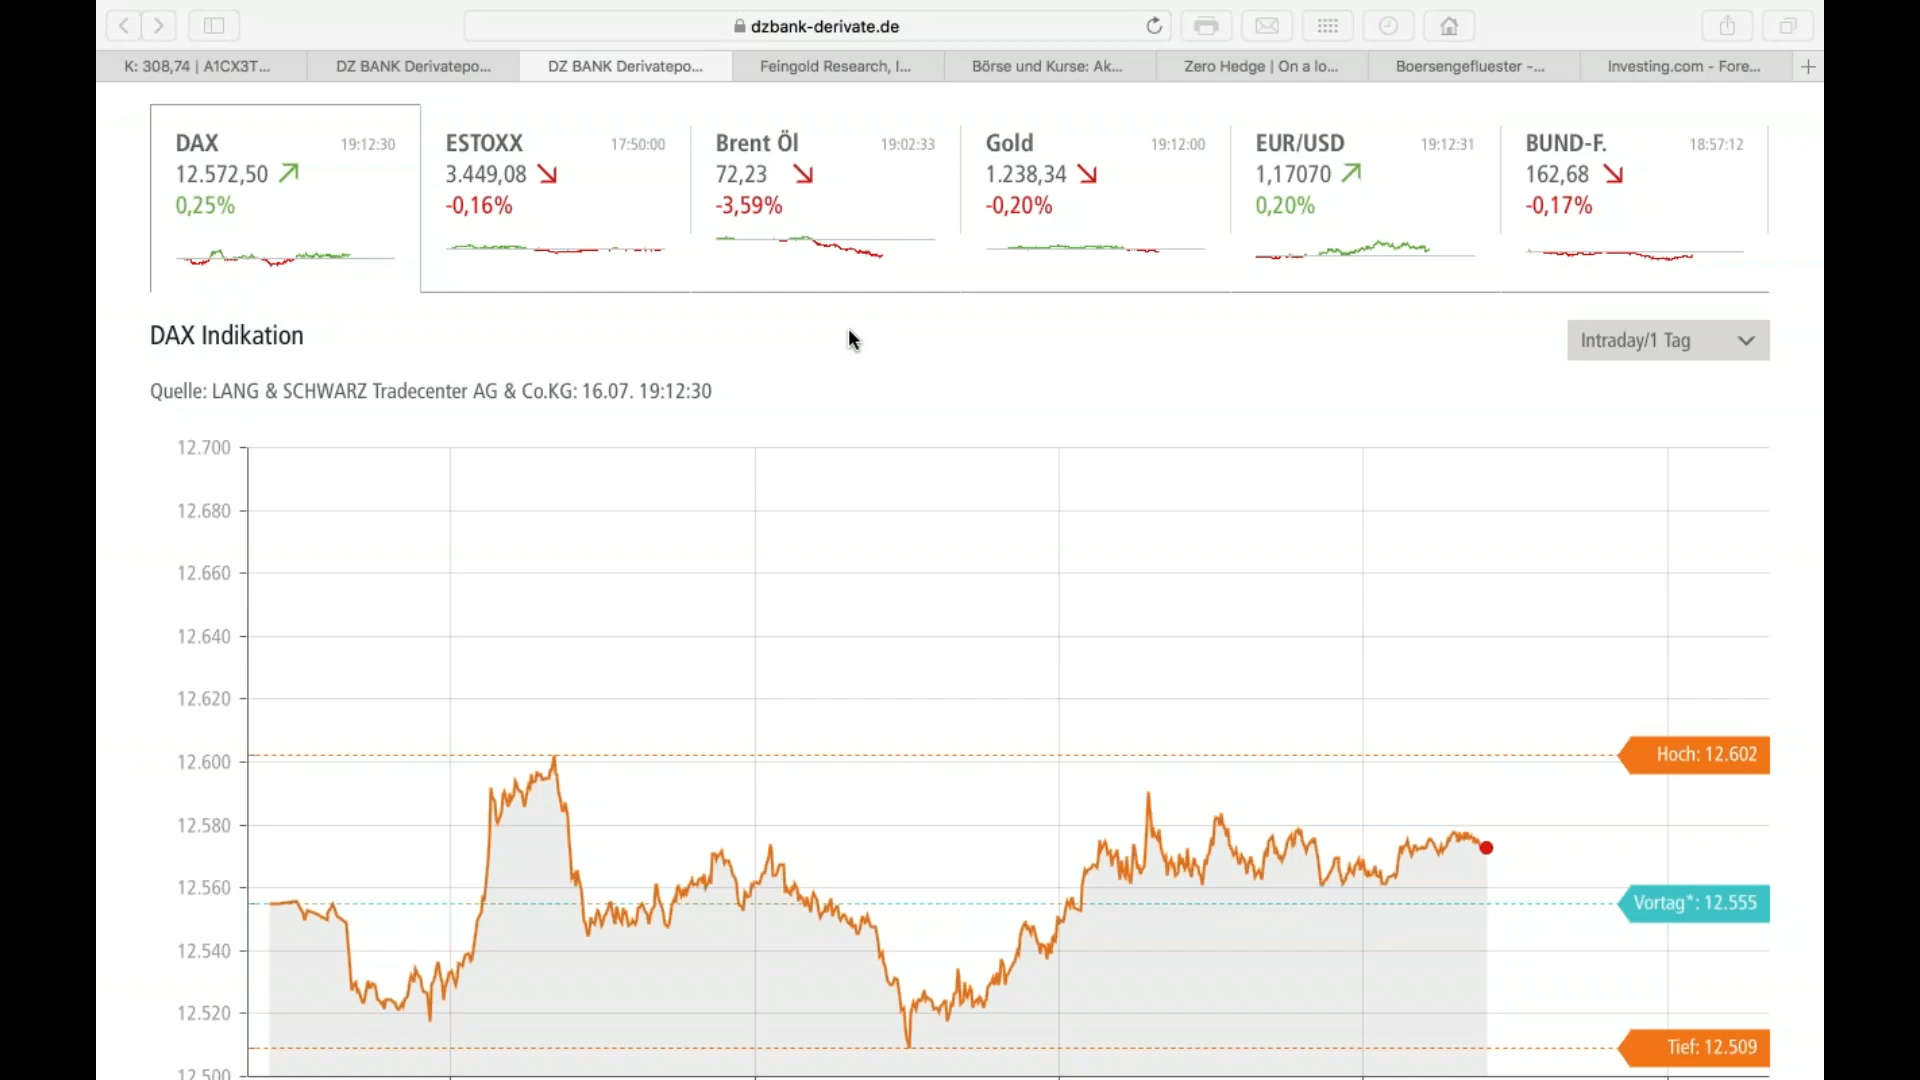 dzbank-derivate.de
K: 308,74 | A1CX3T...
DZ BANK Derivatepo...
DZ BANK Derivatepo...
Feingold Research, I...
Börse und Kurse: Ak...
Zero Hedge | On a lo...
Boersengefluester -...
Investing.com - Fore...
DAX 19:12:30
12.572,50
0,25%
ESTOXX 17:50:00
3.449,08
-0,16%
Brent Öl 19:02:33
72,23
-3,59%
Gold 19:12:00
1.238,34
-0,20%
EUR/USD 19:12:31
1,17070
0,20%
BUND-F. 18:57:12
162,68
-0,17%
DAX Indikation
Intraday/1 Tag
Quelle: LANG & SCHWARZ Tradecenter AG & Co.KG: 16.07. 19:12:30
12.700
12.680
12.660
12.640
12.620
12.600
12.580
12.560
12.540
12.520
12.500
Hoch: 12.602
Vortag*: 12.555
Tief: 12.509